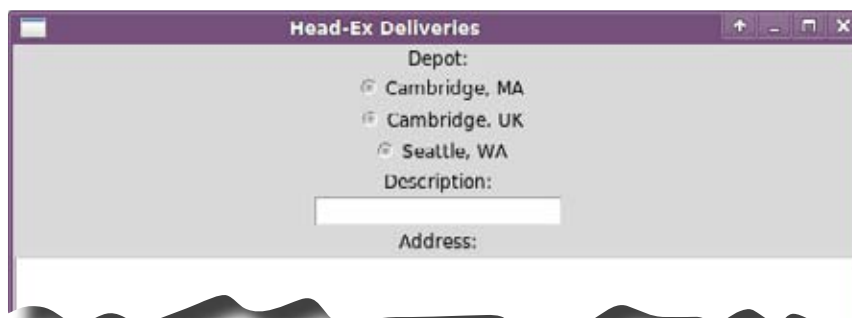 Head-Ex Deliveries
Depot:
Cambridge, MA
Cambridge, UK
Seattle, WA
Description:
Address: